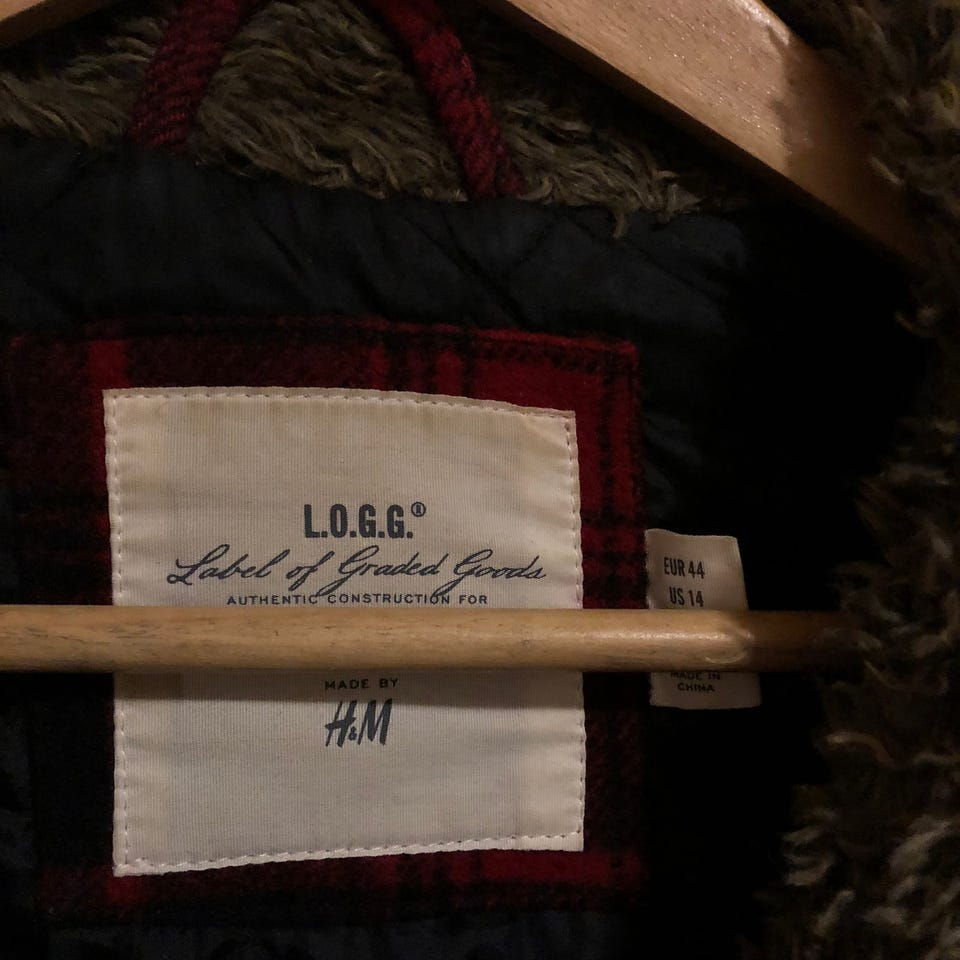 L.O.G.G.®
Label of Graded Goods
AUTHENTIC CONSTRUCTION FOR
MADE BY
H&M
EUR 44
US 14
MADE IN
CHINA